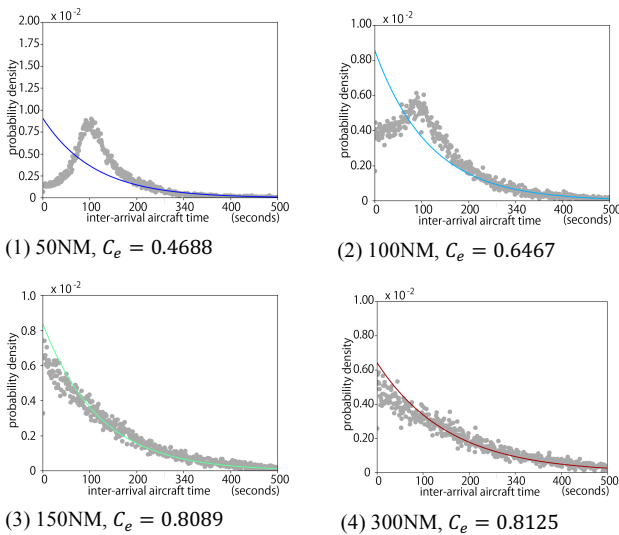 x 10⁻²
2.00
1.75
1.50
1.25
1.00
0.75
0.50
0.25
0
probability density
0 100 200 340 400 500
inter-arrival aircraft time (seconds)
(1) 50NM, Cₑ = 0.4688
x 10⁻²
1.00
0.80
0.60
0.40
0.20
0
probability density
0 100 200 340 400 500
inter-arrival aircraft time (seconds)
(2) 100NM, Cₑ = 0.6467
x 10⁻²
1.0
0.8
0.6
0.4
0.2
0
probability density
0 100 200 340 400 500
inter-arrival aircraft time (seconds)
(3) 150NM, Cₑ = 0.8089
x 10⁻²
1.00
0.80
0.60
0.40
0.20
0
probability density
0 100 200 340 400 500
inter-arrival aircraft time (seconds)
(4) 300NM, Cₑ = 0.8125